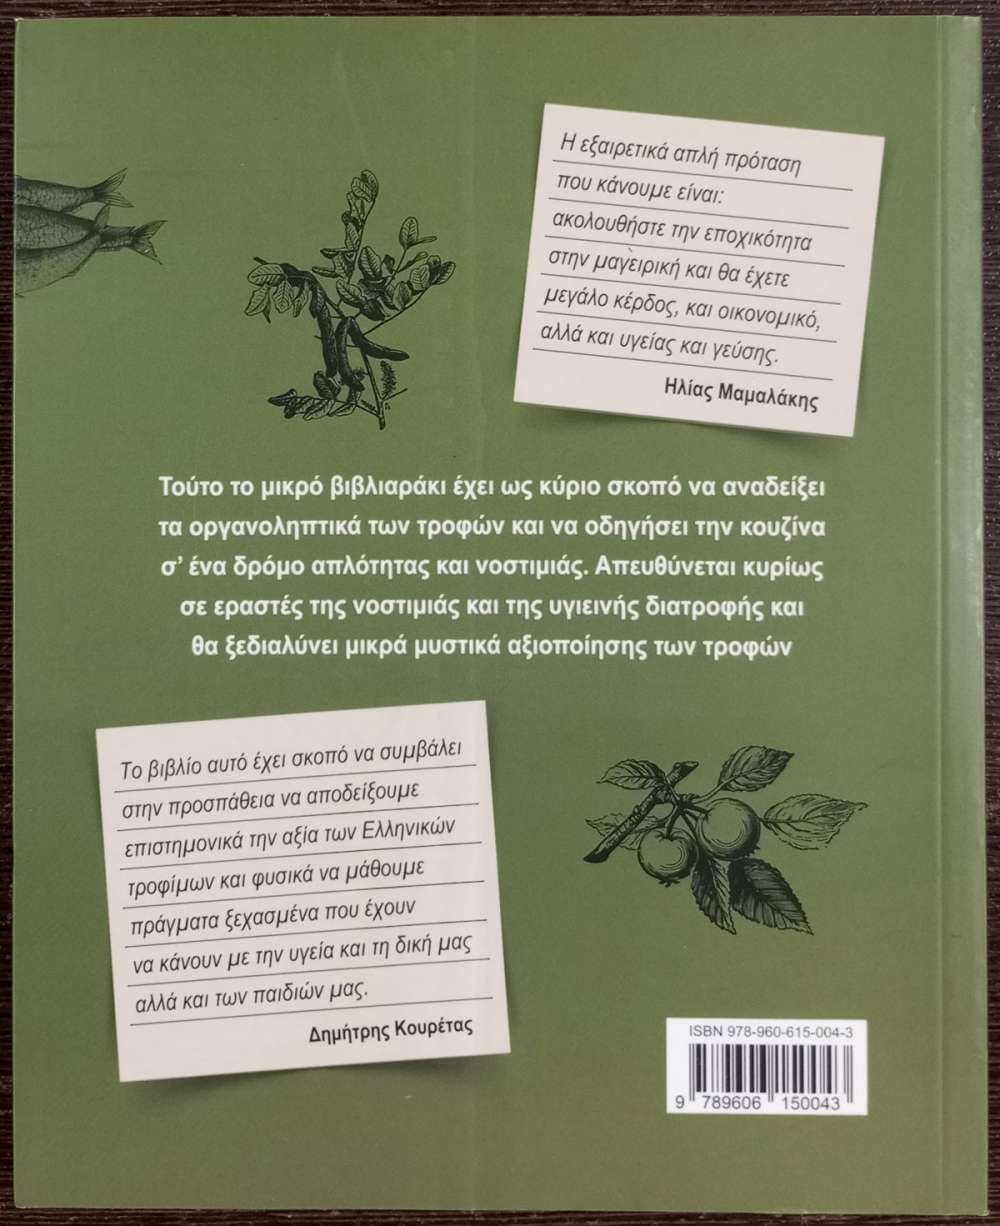 Η εξαιρετικά απλή πρόταση
που κάνουμε είναι:
ακολουθήστε την εποχικότητα
στην μαγειρική και θα έχετε
μεγάλο κέρδος, και οικονομικό,
αλλά και υγείας και γεύσης.
Ηλίας Μαμαλάκης
Τούτο το μικρό βιβλιαράκι έχει ως κύριο σκοπό να αναδείξει
τα οργανοληπτικά των τροφών και να οδηγήσει την κουζίνα
σ’ ένα δρόμο απλότητας και νοστιμιάς. Απευθύνεται κυρίως
σε εραστές της νοστιμιάς και της υγιεινής διατροφής και
θα ξεδιαλύνει μικρά μυστικά αξιοποίησης των τροφών
Το βιβλίο αυτό έχει σκοπό να συμβάλει
στην προσπάθεια να αποδείξουμε
επιστημονικά την αξία των Ελληνικών
τροφίμων και φυσικά να μάθουμε
πράγματα ξεχασμένα που έχουν
να κάνουν με την υγεία και τη δική μας
αλλά και των παιδιών μας.
Δημήτρης Κουρέτας
ISBN 978-960-615-004-3
9 789606 150043